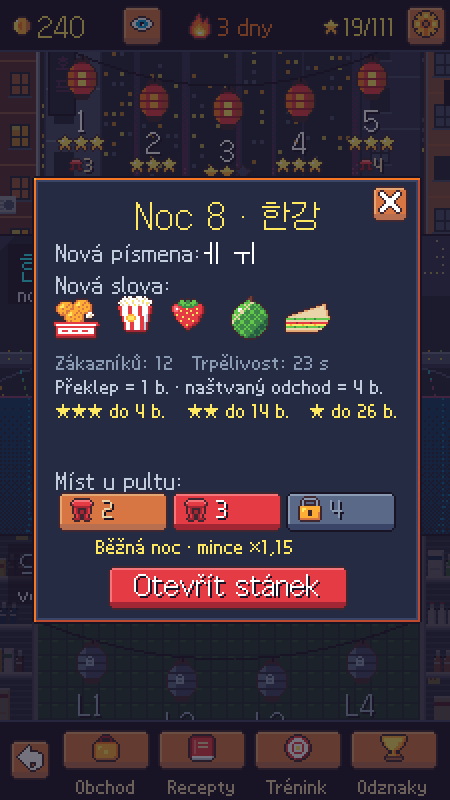 240
3 dny
19/111
1
2
3
4
5
3
4
Noc 8 · 한강
Nová písmena: ㅔ ㅝ
Nová slova:
Zákazníků: 12 Trpělivost: 23 s
Překlep = 1 b. · naštvaný odchod = 4 b.
★★★ do 4 b. ★★ do 14 b. ★ do 26 b.
Míst u pultu:
2
3
4
Běžná noc · mince ×1,15
Otevřít stánek
L1
L4
Obchod
Recepty
Trénink
Odznaky